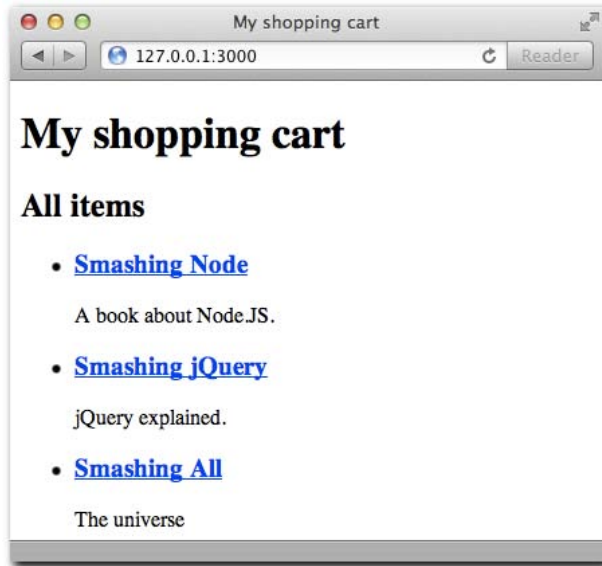 My shopping cart
127.0.0.1:3000
Reader
My shopping cart
All items
Smashing Node
A book about Node.JS.
Smashing jQuery
jQuery explained.
Smashing All
The universe